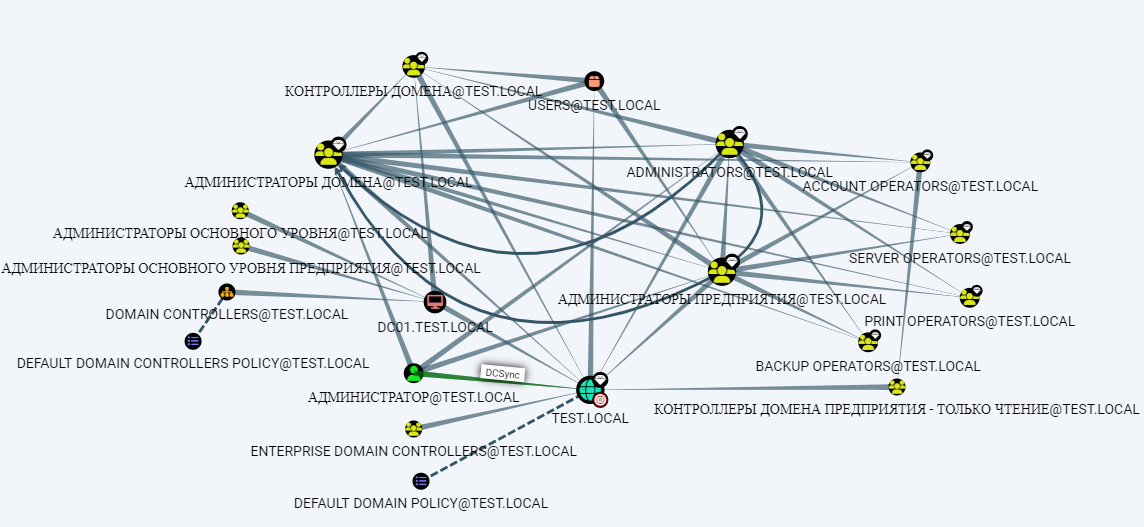 КОНТРОЛЛЕРЫ ДОМЕНА@TEST.LOCAL
USERS@TEST.LOCAL
ADMINISTRATORS@TEST.LOCAL
АДМИНИСТРАТОРЫ ДОМЕНА@TEST.LOCAL
ACCOUNT OPERATORS@TEST.LOCAL
АДМИНИСТРАТОРЫ ОСНОВНОГО УРОВНЯ@TEST.LOCAL
SERVER OPERATORS@TEST.LOCAL
АДМИНИСТРАТОРЫ ОСНОВНОГО УРОВНЯ ПРЕДПРИЯТИЯ@TEST.LOCAL
АДМИНИСТРАТОРЫ ПРЕДПРИЯТИЯ@TEST.LOCAL
DOMAIN CONTROLLERS@TEST.LOCAL
PRINT OPERATORS@TEST.LOCAL
DC01.TEST.LOCAL
DEFAULT DOMAIN CONTROLLERS POLICY@TEST.LOCAL
BACKUP OPERATORS@TEST.LOCAL
DCSync
АДМИНИСТРАТОР@TEST.LOCAL
КОНТРОЛЛЕРЫ ДОМЕНА ПРЕДПРИЯТИЯ - ТОЛЬКО ЧТЕНИЕ@TEST.LOCAL
TEST.LOCAL
ENTERPRISE DOMAIN CONTROLLERS@TEST.LOCAL
DEFAULT DOMAIN POLICY@TEST.LOCAL